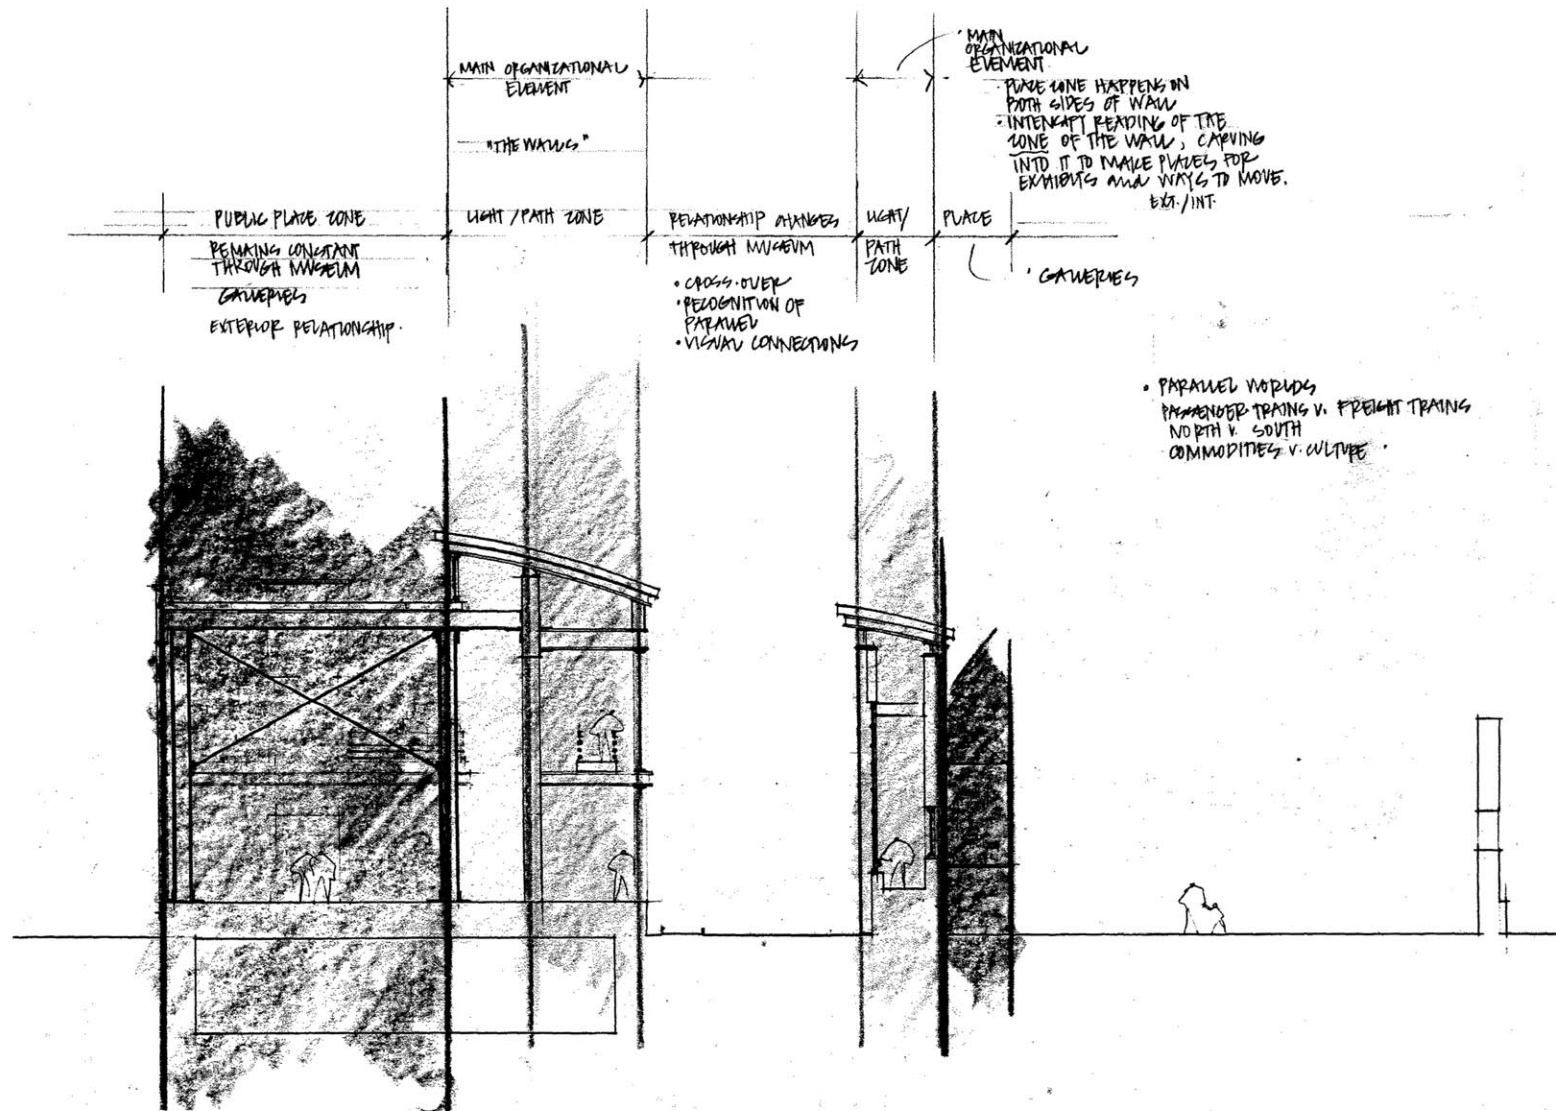 MAIN ORGANIZATIONAL
ELEMENT
"THE WALLS"
• MAIN
ORGANIZATIONAL
ELEMENT
• PLACE ZONE HAPPENS ON
BOTH SIDES OF WALL
• INTENSIFY READING OF THE
ZONE OF THE WALL, CARVING
INTO IT TO MAKE PLACES FOR
EXHIBITS and WAYS TO MOVE.
EXT./INT.
PUBLIC PLACE ZONE
REMAINS CONSTANT
THROUGH MUSEUM
GALLERIES
EXTERIOR RELATIONSHIP.
LIGHT/PATH ZONE
RELATIONSHIP CHANGES
THROUGH MUSEUM
• CROSS-OVER
• RECOGNITION OF
PARALLEL
• VISUAL CONNECTIONS
LIGHT/
PATH
ZONE
PLACE
• GALLERIES
• PARALLEL WORLDS
PASSENGER TRAINS V. FREIGHT TRAINS
NORTH V. SOUTH
COMMODITIES V. CULTURE